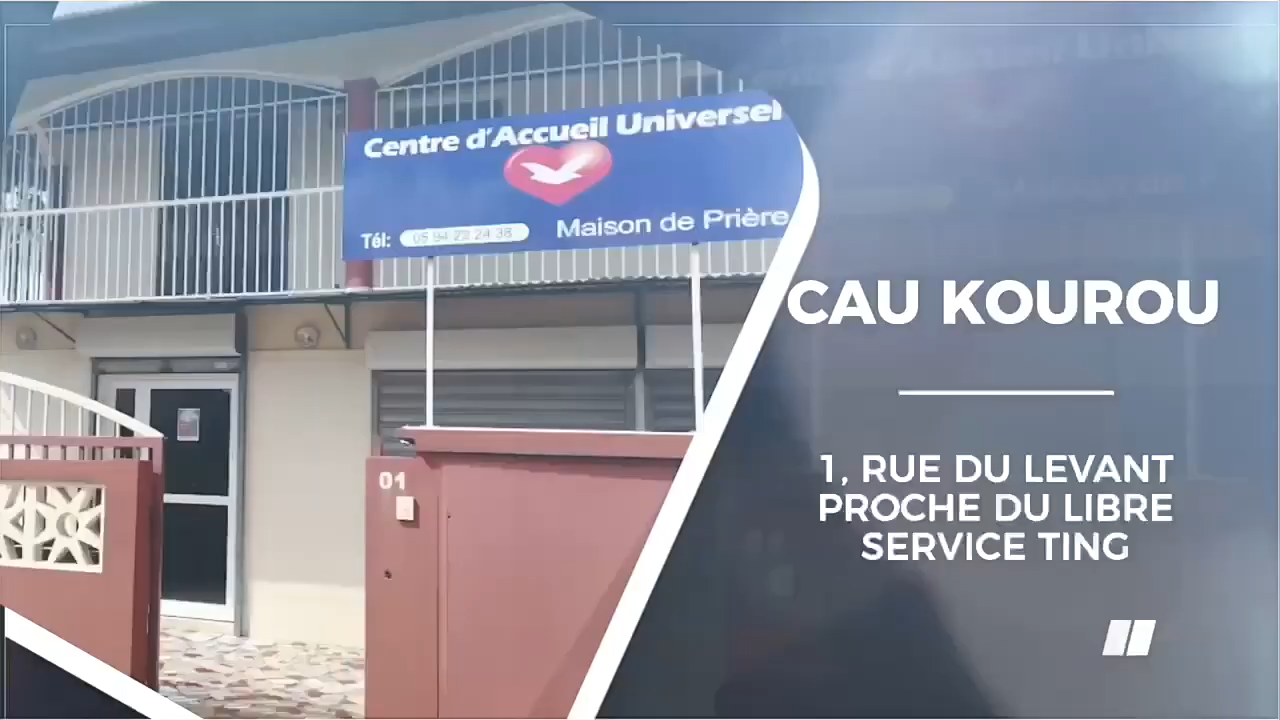 Centre d'Accueil Universel
Tél: 05 94 23 24 38
Maison de Prière
01
CAU KOUROU
1, RUE DU LEVANT
PROCHE DU LIBRE
SERVICE TING